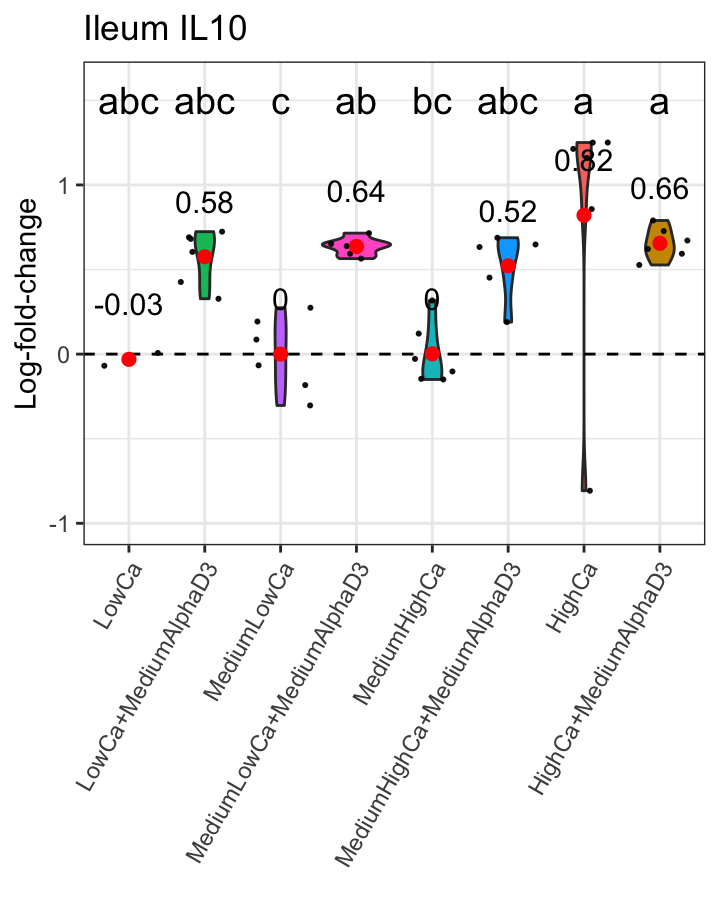 Ileum IL10
abc abc c ab bc abc a a
0.82
0.58
0.64
0.52
0.66
-0.03
0
0
1
0
-1
Log-fold-change
LowCa
LowCa+MediumAlphaD3
MediumLowCa
MediumLowCa+MediumAlphaD3
MediumHighCa
MediumHighCa+MediumAlphaD3
HighCa
HighCa+MediumAlphaD3